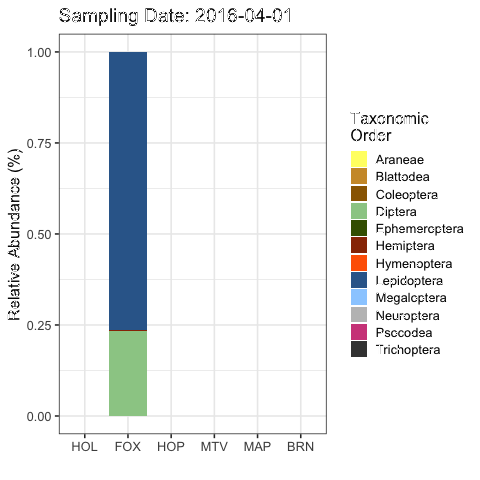 Sampling Date: 2016-04-01
Relative Abundance (%)
1.00
0.75
0.50
0.25
0.00
HOL FOX HOP MTV MAP BRN
Taxonomic
Order
Araneae
Blattodea
Coleoptera
Diptera
Ephemeroptera
Hemiptera
Hymenoptera
Lepidoptera
Megaloptera
Neuroptera
Psocodea
Trichoptera